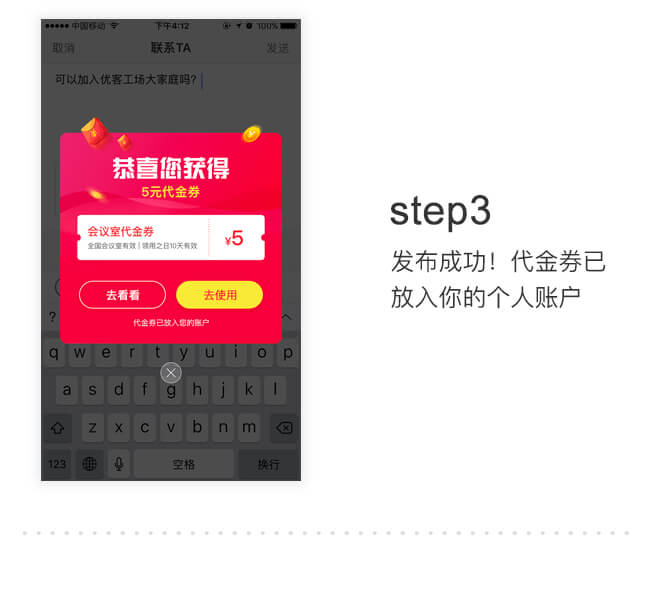 中国移动 下午4:12 100%
取消 联系TA 发送
可以加入优客工场大家庭吗?
恭喜您获得
5元代金券
会议室代金券
全国会议室有效 | 领用之日10天有效
¥5
去看看 去使用
代金券已放入您的账户
?
q w e r t y u i o p
a s d f g h j k l
z x c v b n m
123 空格 换行
step3
发布成功！代金券已
放入你的个人账户